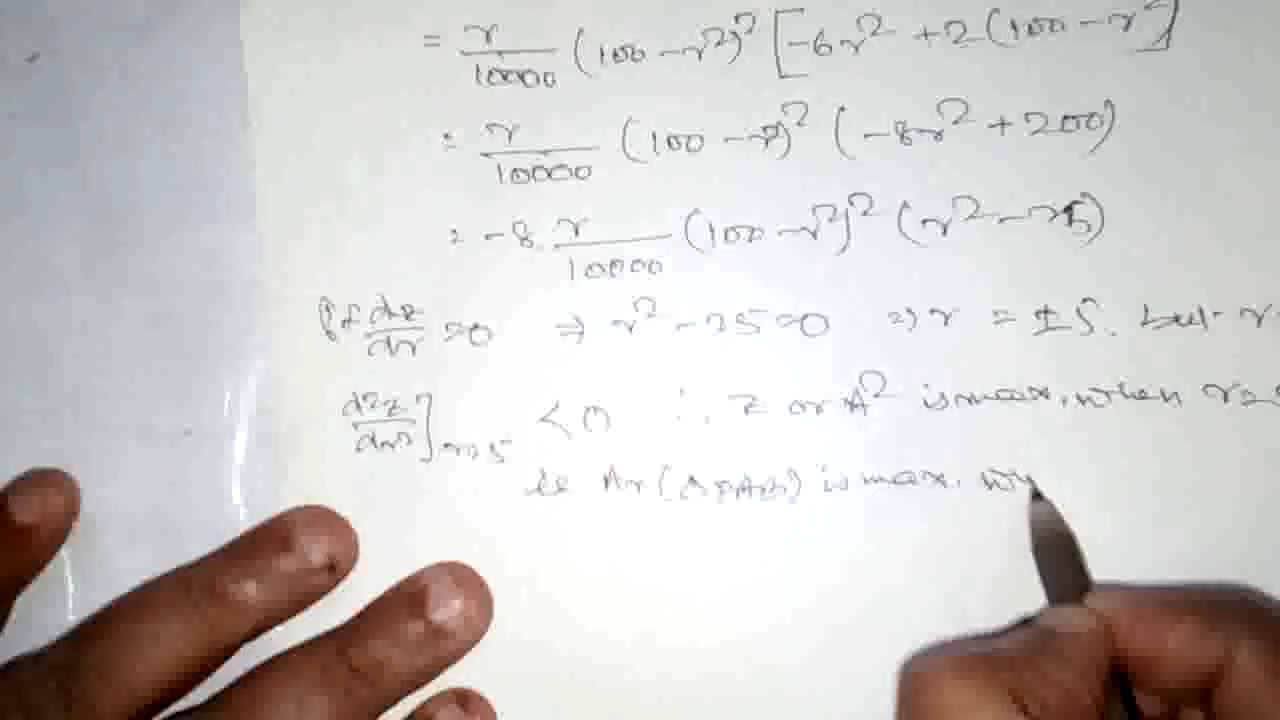 = r/10000 (100 - r²)² [-6r² + 2(100 - r²]
= r/10000 (100 - r²)² (-8r² + 200)
= -8 r/10000 (100 - r²)² (r² - 25)
If dz/dr = 0 ⇒ r² - 25 = 0 ⇒ r = ±5. but r
d²z/dr²]r=5 < 0 ∴ z or A² is max. when r=5
ie Ar(ΔPAB) is max. wh